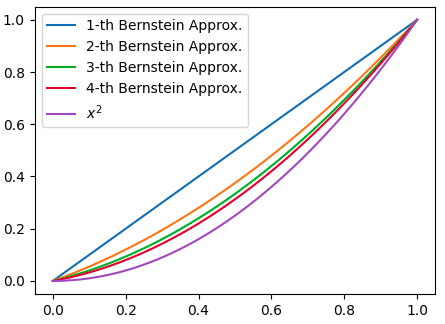 1-th Bernstein Approx.
2-th Bernstein Approx.
3-th Bernstein Approx.
4-th Bernstein Approx.
x²
1.0
0.8
0.6
0.4
0.2
0.0
0.0 0.2 0.4 0.6 0.8 1.0